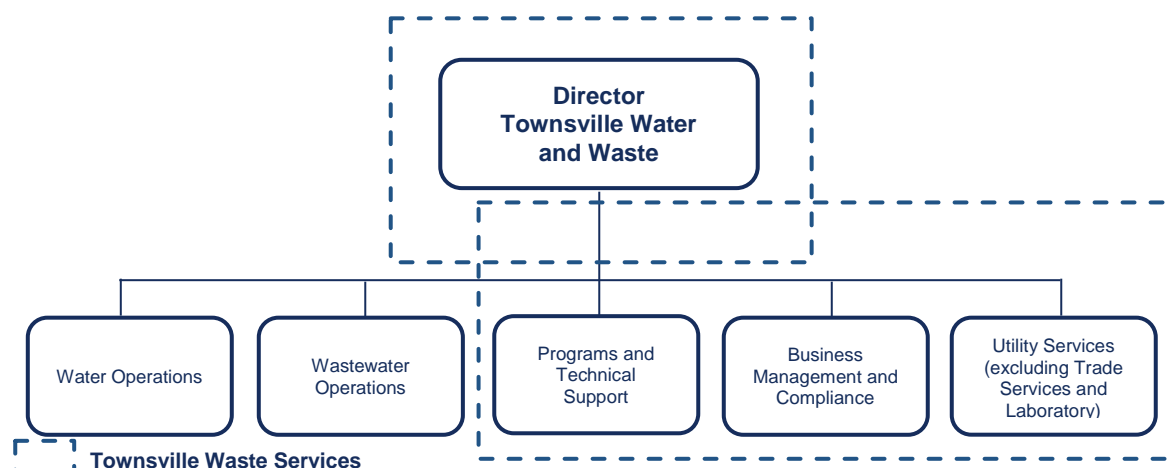 Director
Townsville Water
and Waste
Water Operations
Wastewater
Operations
Programs and
Technical
Support
Business
Management and
Compliance
Utility Services
(excluding Trade
Services and
Laboratory)
Townsville Waste Services